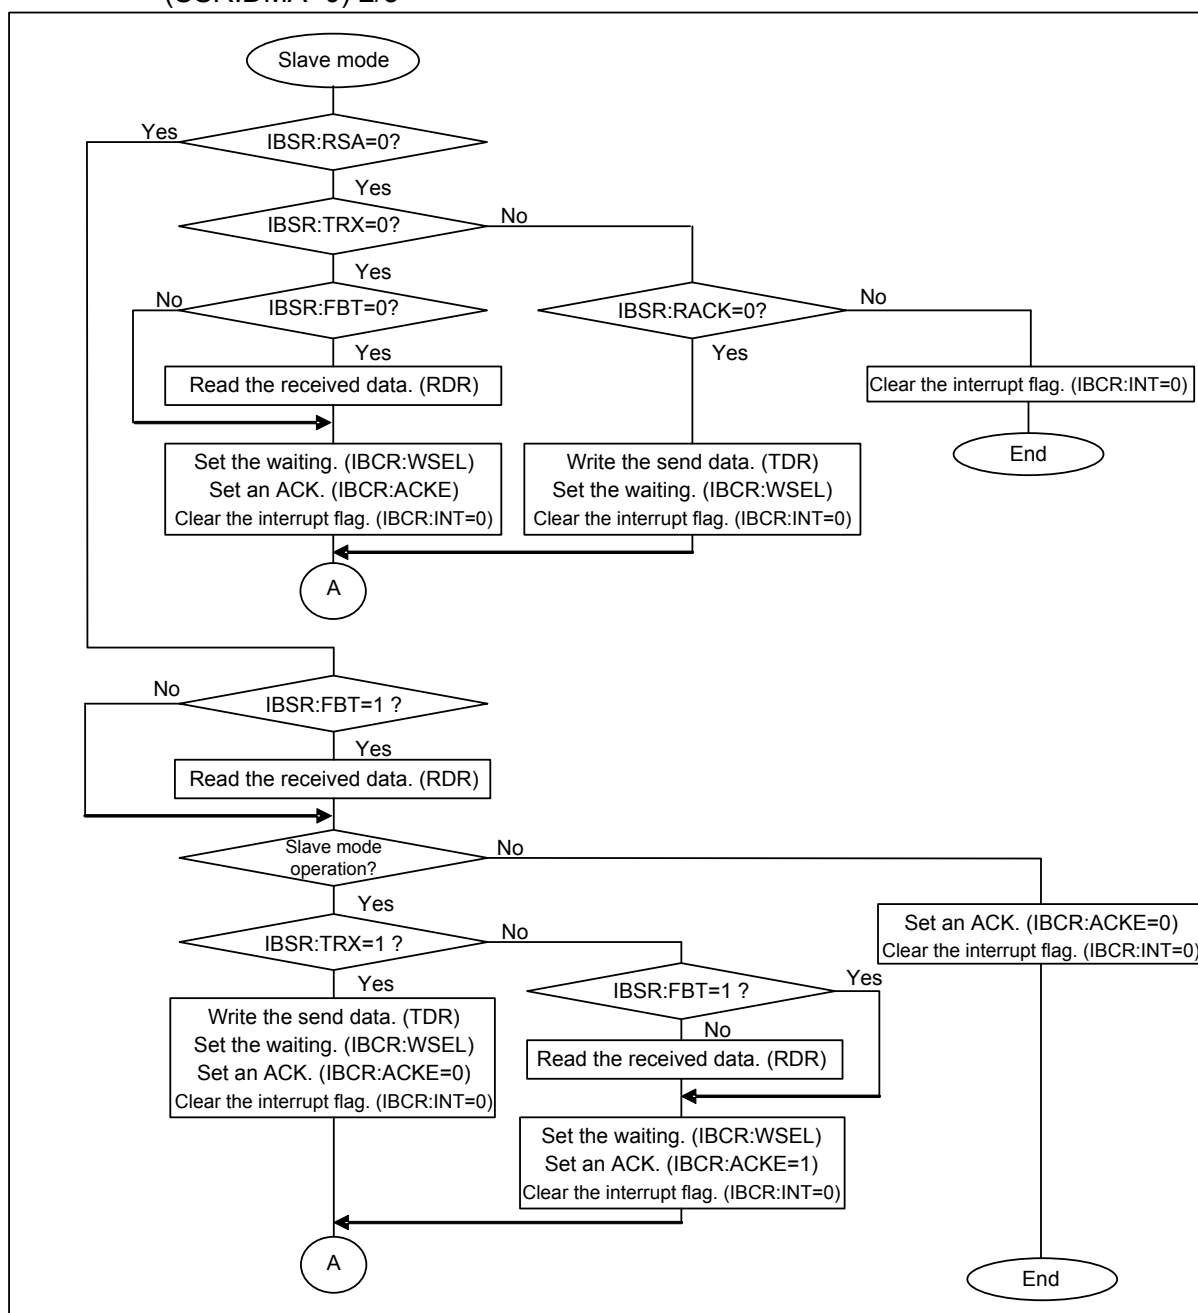 Slave mode
Yes
IBSR:RSA=0?
Yes
IBSR:TRX=0?
No
Yes
No
IBSR:FBT=0?
IBSR:RACK=0?
No
Yes
Yes
Read the received data. (RDR)
Clear the interrupt flag. (IBCR:INT=0)
End
Set the waiting. (IBCR:WSEL)
Set an ACK. (IBCR:ACKE)
Clear the interrupt flag. (IBCR:INT=0)
Write the send data. (TDR)
Set the waiting. (IBCR:WSEL)
Clear the interrupt flag. (IBCR:INT=0)
A
No
IBSR:FBT=1 ?
Yes
Read the received data. (RDR)
Slave mode
operation?
No
Yes
Set an ACK. (IBCR:ACKE=0)
Clear the interrupt flag. (IBCR:INT=0)
IBSR:TRX=1 ?
No
Yes
IBSR:FBT=1 ?
Yes
No
Write the send data. (TDR)
Set the waiting. (IBCR:WSEL)
Set an ACK. (IBCR:ACKE=0)
Clear the interrupt flag. (IBCR:INT=0)
Read the received data. (RDR)
Set the waiting. (IBCR:WSEL)
Set an ACK. (IBCR:ACKE=1)
Clear the interrupt flag. (IBCR:INT=0)
A
End